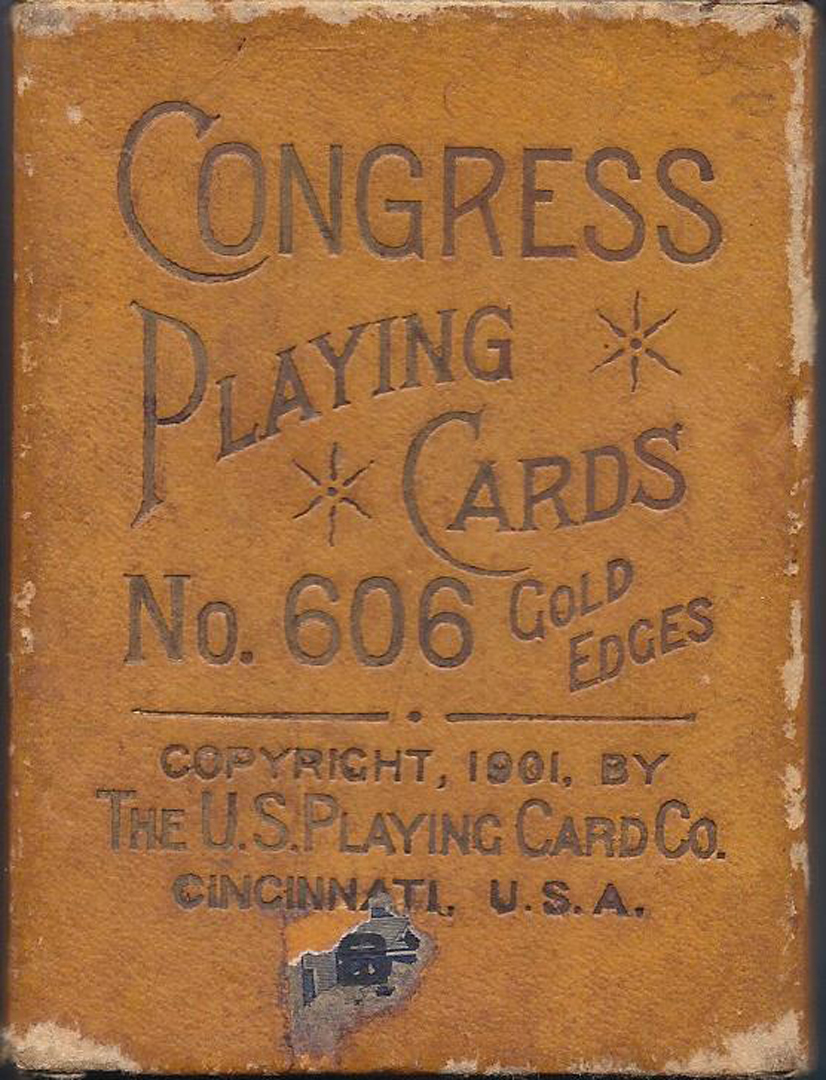 CONGRESS
PLAYING
CARDS
No. 606 GOLD
EDGES
COPYRIGHT, 1901, BY
THE U.S. PLAYING CARD CO.
CINCINNATI, U.S.A.